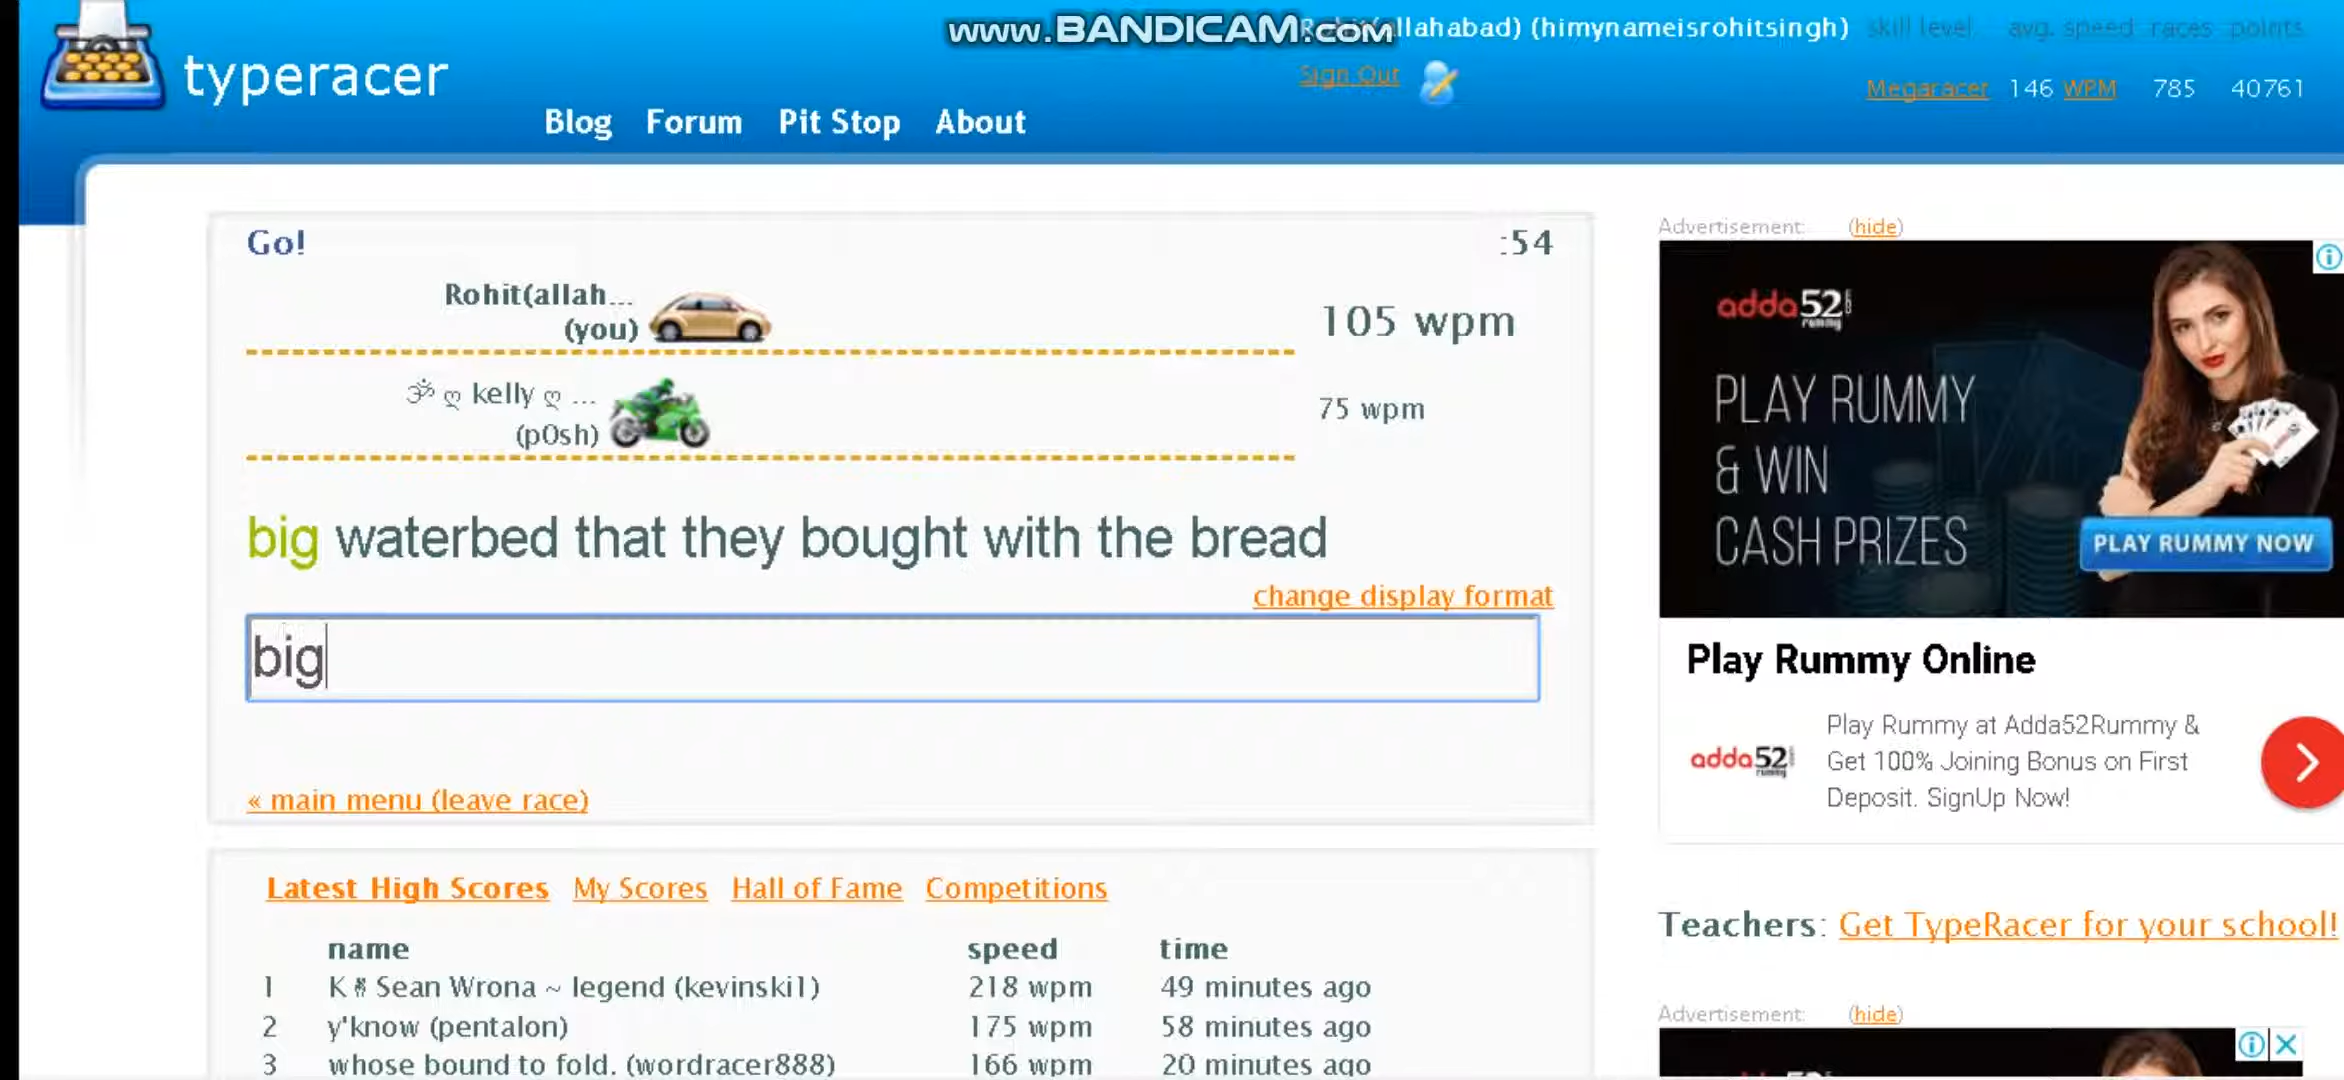 www.BANDICAM.com
llahabad) (himynameisrohitsingh)
skill level avg. speed races points
typeracer
Sign Out
Megaracer 146 WPM 785 40761
Blog Forum Pit Stop About
Go! :54
Advertisement: (hide)
Rohit(allah...
(you)
105 wpm
ॐ ღ kelly ღ ...
(p0sh)
75 wpm
big waterbed that they bought with the bread
change display format
big
« main menu (leave race)
adda52
rummy
PLAY RUMMY
& WIN
CASH PRIZES
PLAY RUMMY NOW
Play Rummy Online
adda52
rummy
Play Rummy at Adda52Rummy &
Get 100% Joining Bonus on First
Deposit. SignUp Now!
Latest High Scores My Scores Hall of Fame Competitions
name speed time
1 K Sean Wrona ~ legend (kevinski1) 218 wpm 49 minutes ago
2 y'know (pentalon) 175 wpm 58 minutes ago
3 whose bound to fold. (wordracer888) 166 wpm 20 minutes ago
Teachers: Get TypeRacer for your school!
Advertisement: (hide)